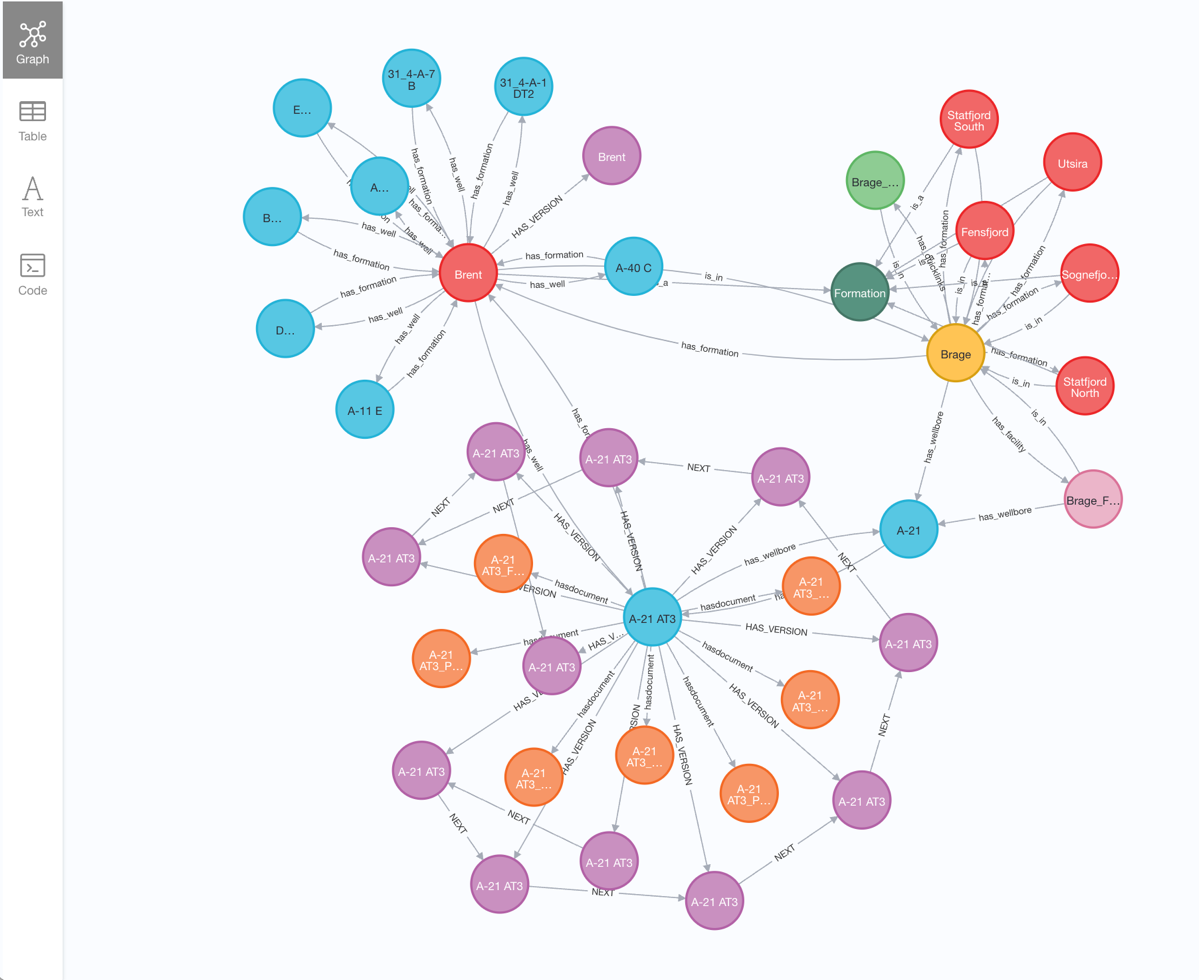 Graph
Table
Text
Code
31_4-A-7
B
31_4-A-1
DT2
E…
A…
B…
D…
A-11 E
Brent
Brent
A-40 C
has_formation
has_well
has_formation
has_well
HAS_VERSION
has_well
has_forma…
has_well
has_formation
has_formation
has_well
has_well
has_formation
has_formation
has_well
is_in
_a
has_formation
has_well
Statfjord
South
Utsira
Brage_…
Fensfjord
Formation
Sognefjo…
Brage
Statfjord
North
Brage_F…
is_a
has_formation
has_formation
is_in
is_in
has_forma…
has_formation
is_in
has_formation
is_in
is_in
has_facility
has_wellbore
has_wellbore
A-21
A-21 AT3
A-21 AT3
A-21 AT3
NEXT
NEXT
NEXT
A-21 AT3
A-21
AT3_F…
HAS_VERSION
HAS_VERSION
HAS_VERSION
has_wellbore
NEXT
VERSION
hasdocument
hasdocument
A-21
AT3_…
A-21 AT3
HAS_VERSION
A-21 AT3
A-21
AT3_P…
HAS_V…
A-21 AT3
hasdocument
hasdocument
hasdocument
hasdocument
HAS_VERSION
A-21
AT3_…
NEXT
HAS_VERSION
HAS_VERSION
A-21 AT3
A-21
AT3_…
A-21
AT3_…
A-21
AT3_P…
A-21 AT3
NEXT
NEXT
A-21 AT3
A-21 AT3
NEXT
A-21 AT3
NEXT